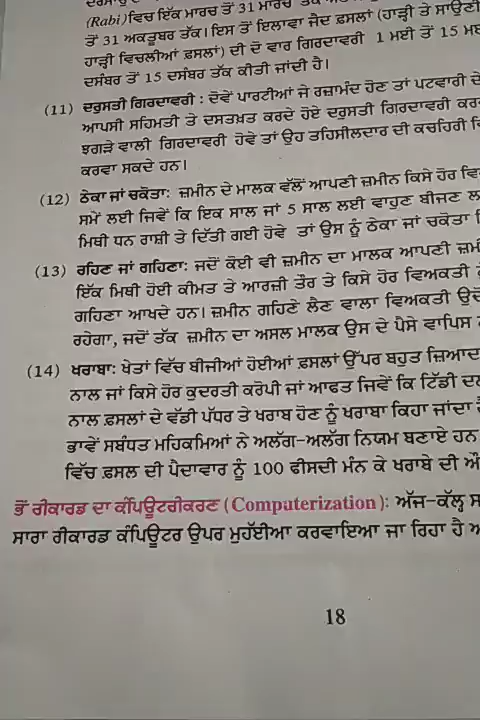 (Rabi) ਵਿਚ ਇੱਕ ਮਾਰਚ ਤੋਂ 31 ਮਾਰਚ
ਤੋਂ 31 ਅਕਤੂਬਰ ਤੱਕ। ਇਸ ਤੋਂ ਇਲਾਵਾ ਜੈਦ ਫ਼ਸਲਾਂ (ਹਾੜ੍ਹੀ ਤੇ ਸਾਉਣੀ
ਹਾੜ੍ਹੀ ਵਿਚਲੀਆਂ ਫ਼ਸਲਾਂ) ਦੀ ਦੋ ਵਾਰ ਗਿਰਦਾਵਰੀ 1 ਮਈ ਤੋਂ 15 ਮਈ
ਦਸੰਬਰ ਤੋਂ 15 ਦਸੰਬਰ ਤੱਕ ਕੀਤੀ ਜਾਂਦੀ ਹੈ।
(11) ਦਰੁਸਤੀ ਗਿਰਦਾਵਰੀ : ਦੋਵੇਂ ਪਾਰਟੀਆਂ ਜੇ ਰਜ਼ਾਮੰਦ ਹੋਣ ਤਾਂ ਪਟਵਾਰੀ ਦੇ
ਆਪਸੀ ਸਹਿਮਤੀ ਤੇ ਦਸਤਖ਼ਤ ਕਰਦੇ ਹੋਏ ਦਰੁਸਤੀ ਗਿਰਦਾਵਰੀ ਕਰ
ਝਗੜੇ ਵਾਲੀ ਗਿਰਦਾਵਰੀ ਹੋਵੇ ਤਾਂ ਉਹ ਤਹਿਸੀਲਦਾਰ ਦੀ ਕਚਹਿਰੀ
ਕਰਵਾ ਸਕਦੇ ਹਨ।
(12) ਠੇਕਾ ਜਾਂ ਚਕੋਤਾ: ਜ਼ਮੀਨ ਦੇ ਮਾਲਕ ਵੱਲੋਂ ਆਪਣੀ ਜ਼ਮੀਨ ਕਿਸੇ ਹੋਰ
ਸਮੇਂ ਲਈ ਜਿਵੇਂ ਕਿ ਇਕ ਸਾਲ ਜਾਂ 5 ਸਾਲ ਲਈ ਵਾਹੁਣ ਬੀਜਣ
ਮਿਥੀ ਧਨ ਰਾਸ਼ੀ ਤੇ ਦਿੱਤੀ ਗਈ ਹੋਵੇ ਤਾਂ ਉਸ ਨੂੰ ਠੇਕਾ ਜਾਂ ਚਕੋਤਾ
(13) ਰਹਿਣ ਜਾਂ ਗਹਿਣਾ: ਜਦੋਂ ਕੋਈ ਵੀ ਜ਼ਮੀਨ ਦਾ ਮਾਲਕ ਆਪਣੀ ਜ਼ਮੀ
ਇੱਕ ਮਿਥੀ ਹੋਈ ਕੀਮਤ ਤੇ ਆਰਜ਼ੀ ਤੌਰ ਤੇ ਕਿਸੇ ਹੋਰ ਵਿਅਕਤੀ
ਗਹਿਣਾ ਆਖਦੇ ਹਨ। ਜ਼ਮੀਨ ਗਹਿਣੇ ਲੈਣ ਵਾਲਾ ਵਿਅਕਤੀ ਉਦੋਂ
ਰਹੇਗਾ, ਜਦੋਂ ਤੱਕ ਜ਼ਮੀਨ ਦਾ ਅਸਲ ਮਾਲਕ ਉਸ ਦੇ ਪੈਸੇ ਵਾਪਿਸ
(14) ਖਰਾਬਾ: ਖੇਤਾਂ ਵਿੱਚ ਬੀਜੀਆਂ ਹੋਈਆਂ ਫ਼ਸਲਾਂ ਉੱਪਰ ਬਹੁਤ ਜ਼ਿਆਦ
ਨਾਲ ਜਾਂ ਕਿਸੇ ਹੋਰ ਕੁਦਰਤੀ ਕਰੋਪੀ ਜਾਂ ਆਫਤ ਜਿਵੇਂ ਕਿ ਟਿੱਡੀ ਦਲ
ਨਾਲ ਫ਼ਸਲਾਂ ਦੇ ਵੱਡੀ ਪੱਧਰ ਤੇ ਖਰਾਬ ਹੋਣ ਨੂੰ ਖਰਾਬਾ ਕਿਹਾ ਜਾਂਦਾ ਹੈ
ਭਾਵੇਂ ਸਬੰਧਤ ਮਹਿਕਮਿਆਂ ਨੇ ਅਲੱਗ-ਅਲੱਗ ਨਿਯਮ ਬਣਾਏ ਹਨ
ਵਿੱਚ ਫ਼ਸਲ ਦੀ ਪੈਦਾਵਾਰ ਨੂੰ 100 ਫੀਸਦੀ ਮੰਨ ਕੇ ਖਰਾਬੇ ਦੀ ਔ
ਭੋਂ ਰੀਕਾਰਡ ਦਾ ਕੰਪਿਊਟਰੀਕਰਣ (Computerization): ਅੱਜ-ਕੱਲ੍ਹ ਸ
ਸਾਰਾ ਰੀਕਾਰਡ ਕੰਪਿਊਟਰ ਉਪਰ ਮੁਹੱਈਆ ਕਰਵਾਇਆ ਜਾ ਰਿਹਾ ਹੈ ਅ
18